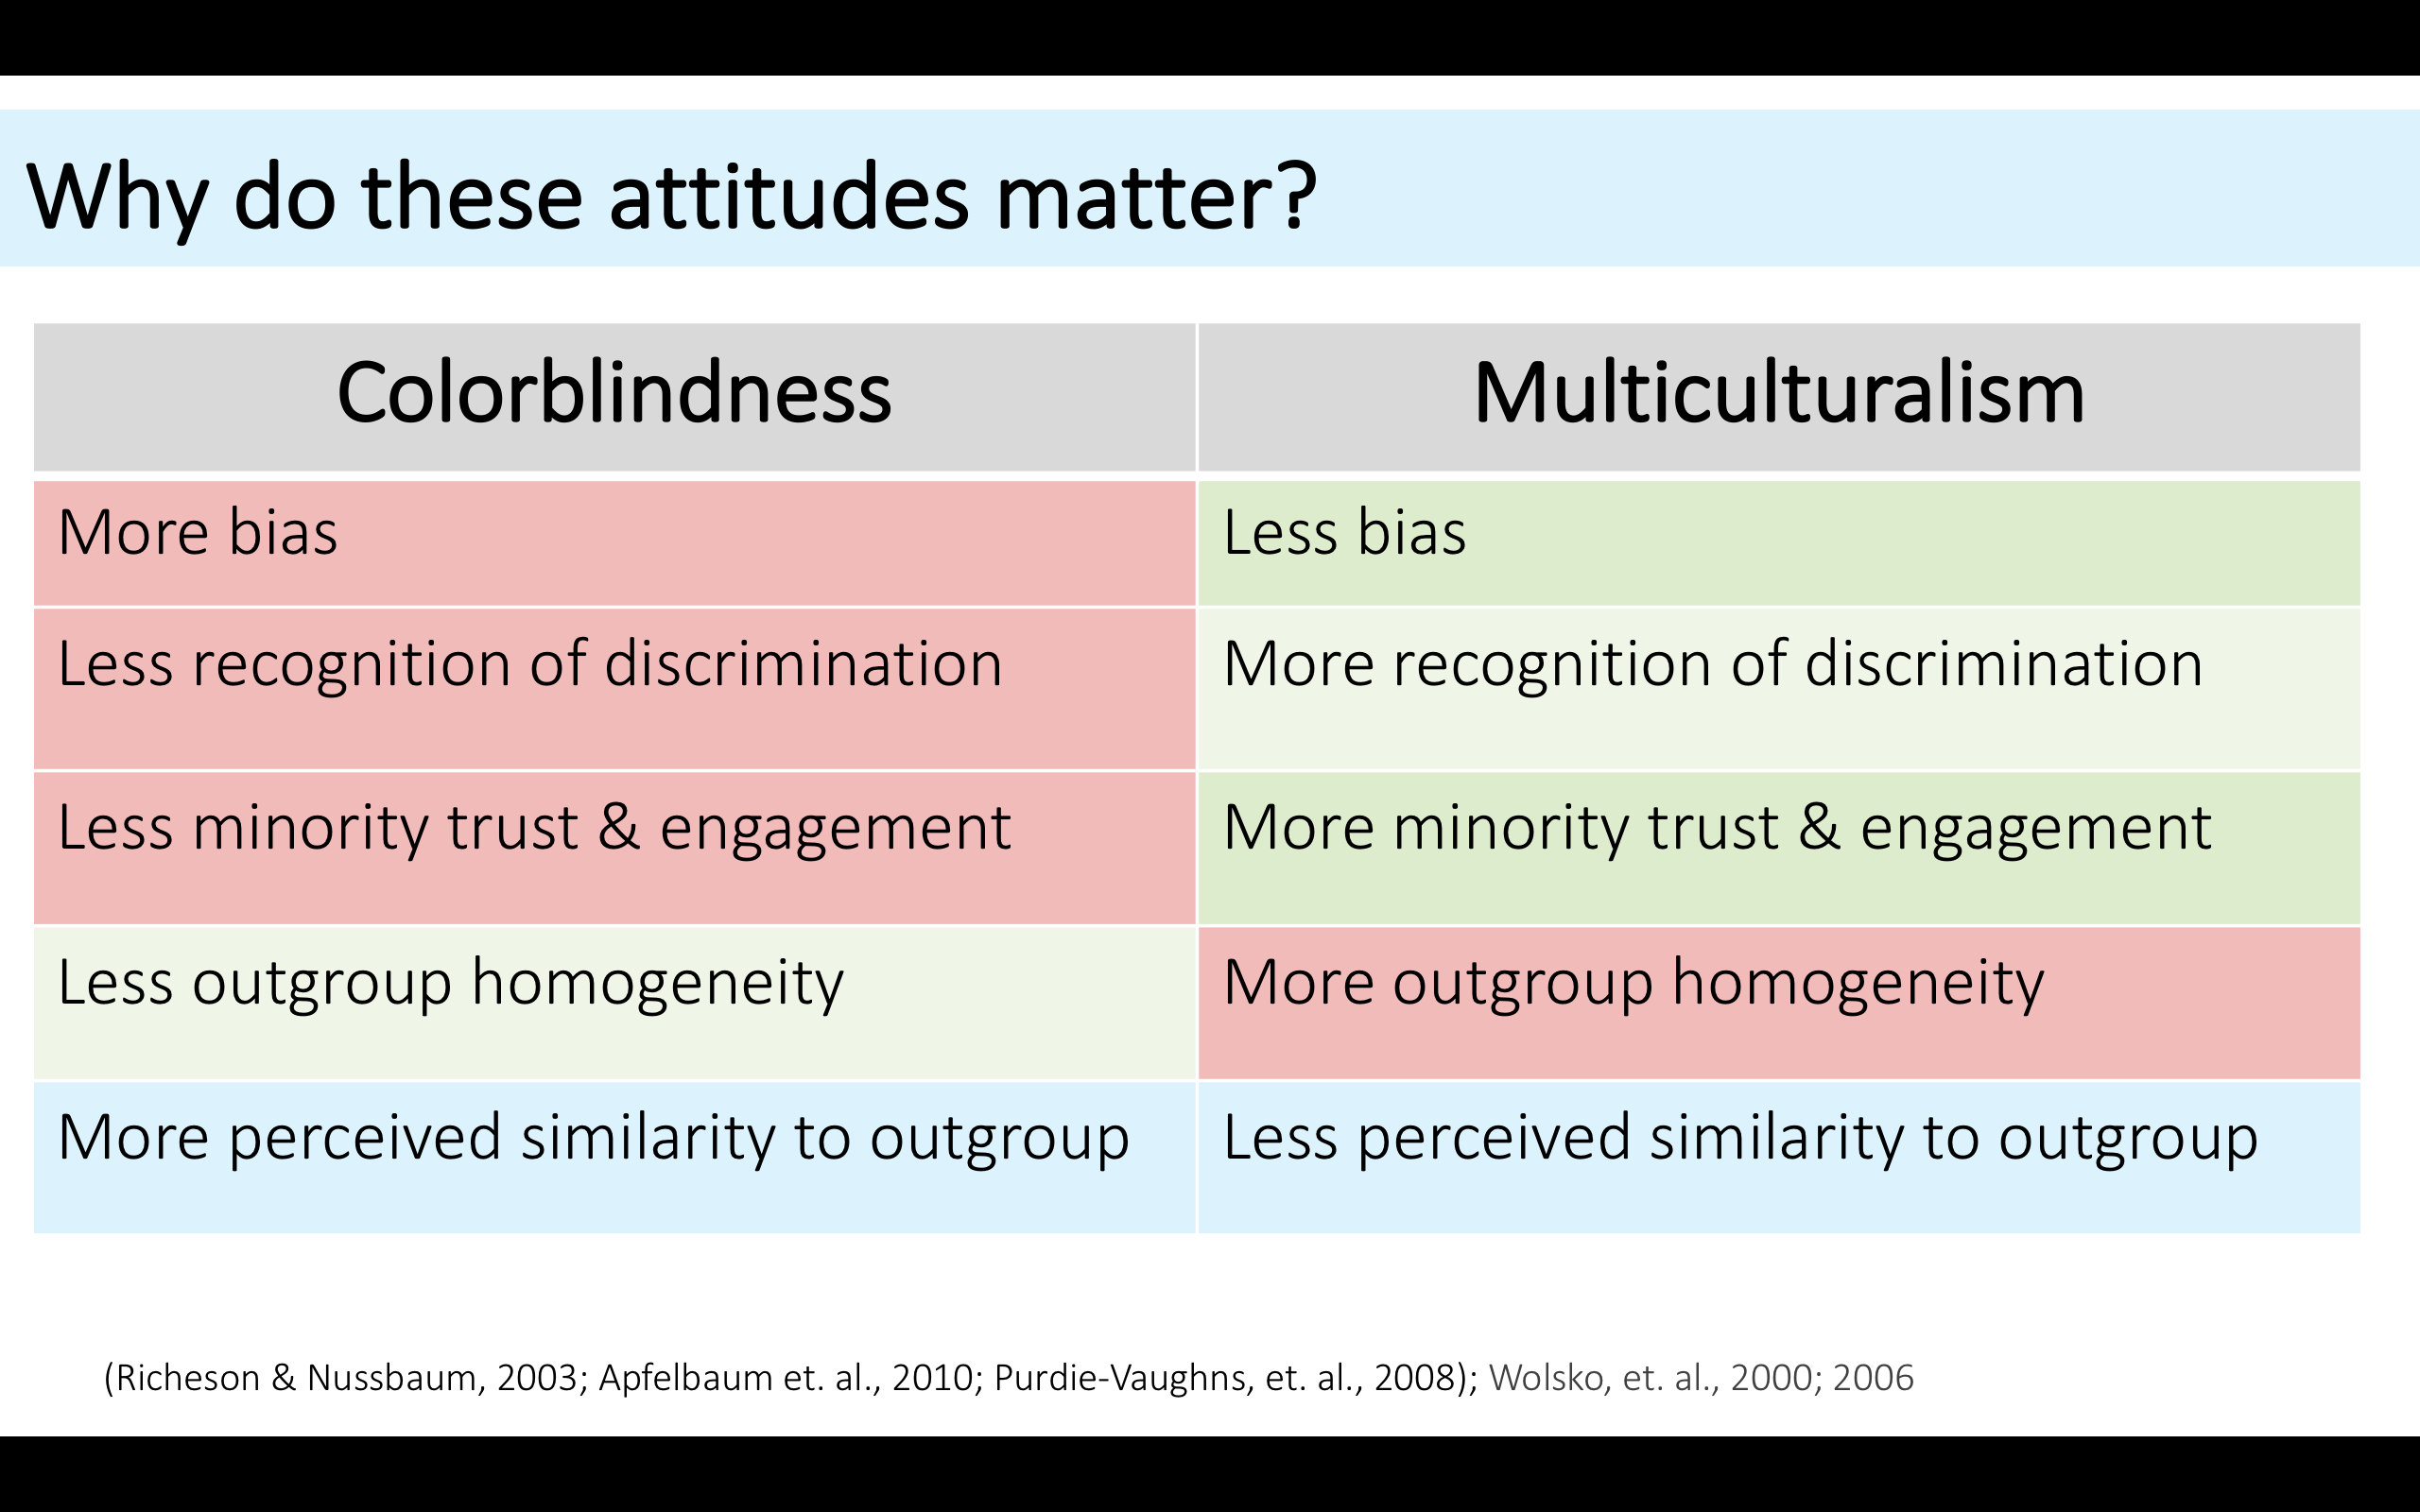 Why do these attitudes matter?
Colorblindness
Multiculturalism
More bias
Less bias
Less recognition of discrimination
More recognition of discrimination
Less minority trust & engagement
More minority trust & engagement
Less outgroup homogeneity
More outgroup homogeneity
More perceived similarity to outgroup
Less perceived similarity to outgroup
(Richeson & Nussbaum, 2003; Apfelbaum et. al., 2010; Purdie-Vaughns, et. al., 2008); Wolsko, et. al., 2000; 2006